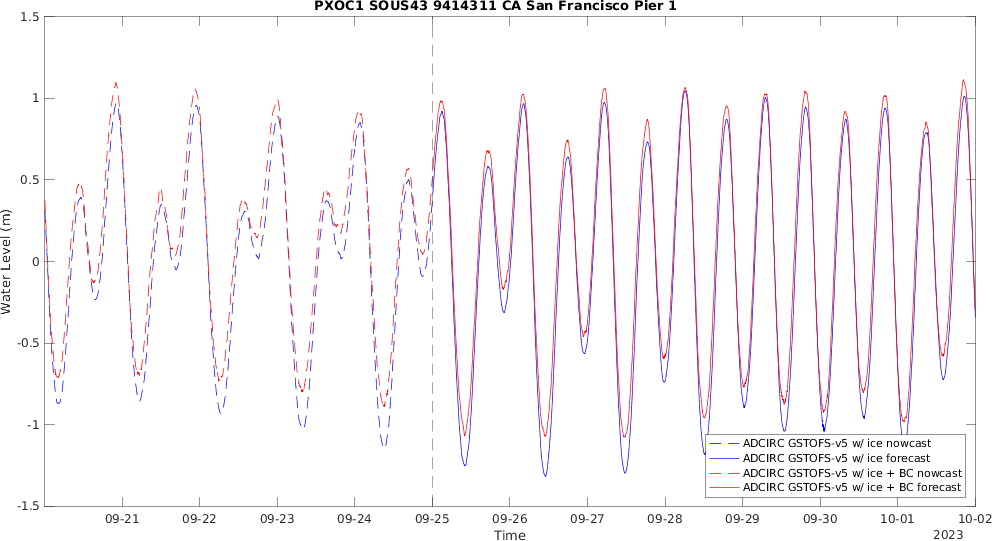 PXOC1 SOUS43 9414311 CA San Francisco Pier 1
1.5
1
0.5
0
-0.5
-1
-1.5
Water Level (m)
ADCIRC GSTOFS-v5 w/ ice nowcast
ADCIRC GSTOFS-v5 w/ ice forecast
ADCIRC GSTOFS-v5 w/ ice + BC nowcast
ADCIRC GSTOFS-v5 w/ ice + BC forecast
09-21 09-22 09-23 09-24 09-25 09-26 09-27 09-28 09-29 09-30 10-01 10-02
Time
2023